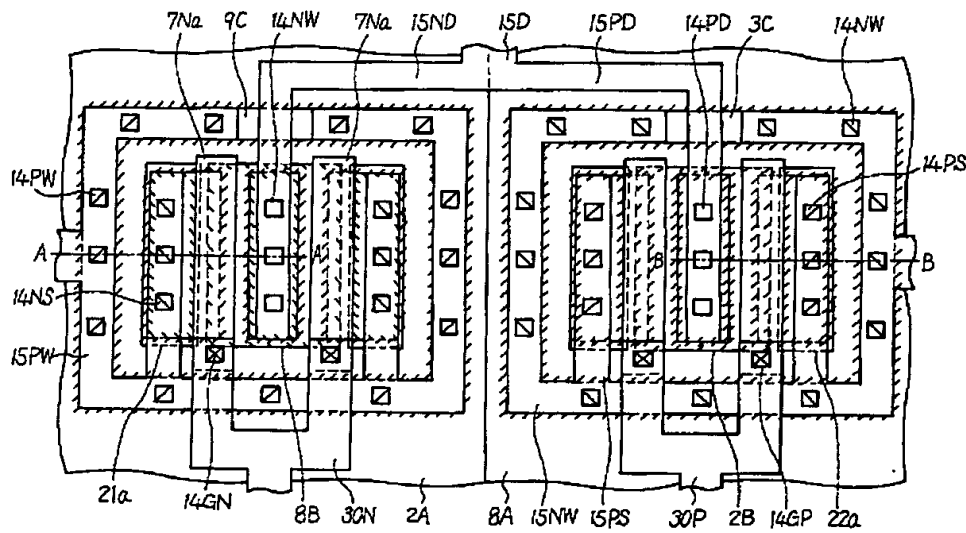 7Na 9C 14NW 7Na 15ND 15D 15PD 14PD 3C 14NW
14PW 14PS
A A' B' B
14NS
15PW
21a 14GN 8B 30N 2A 8A 15NW 15PS 30P 2B 14GP 22a